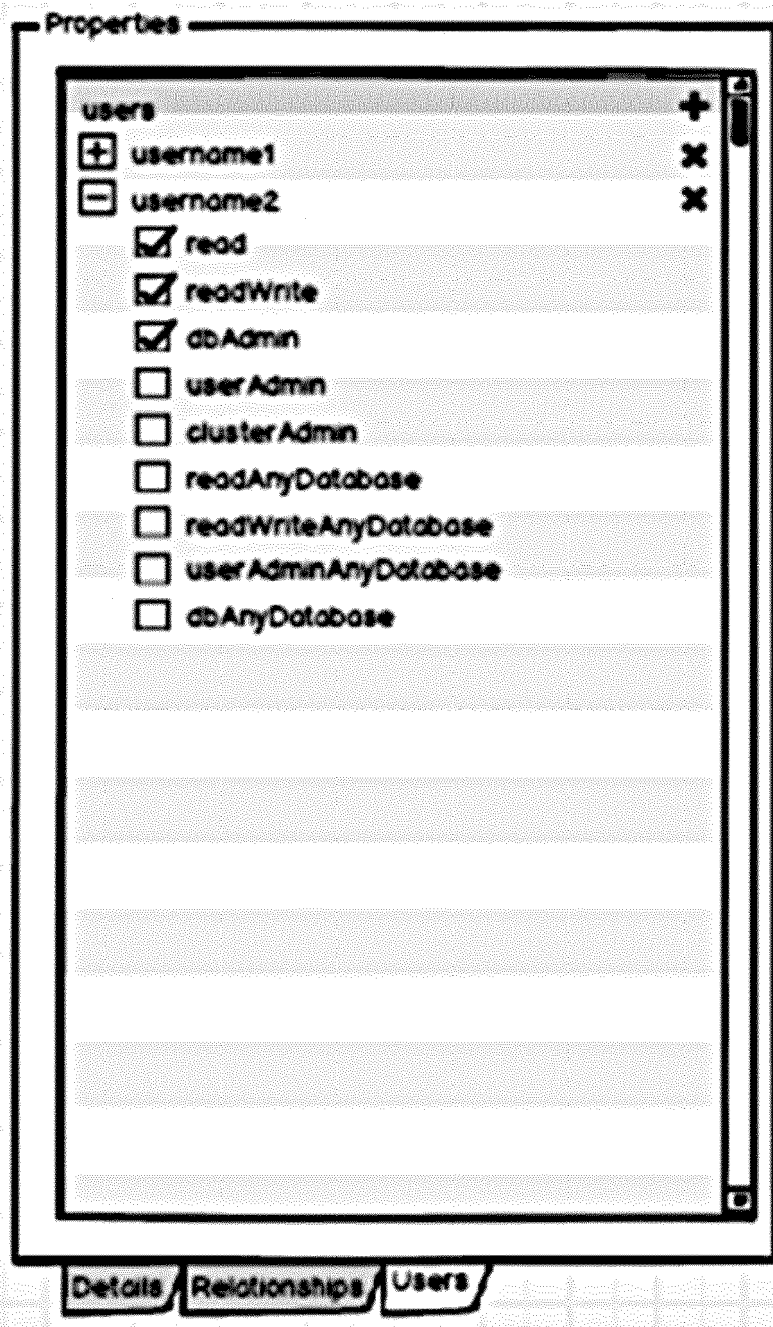 Properties
users
username1
username2
read
readWrite
dbAdmin
userAdmin
clusterAdmin
readAnyDatabase
readWriteAnyDatabase
userAdminAnyDatabase
dbAnyDatabase
Details Relationships Users